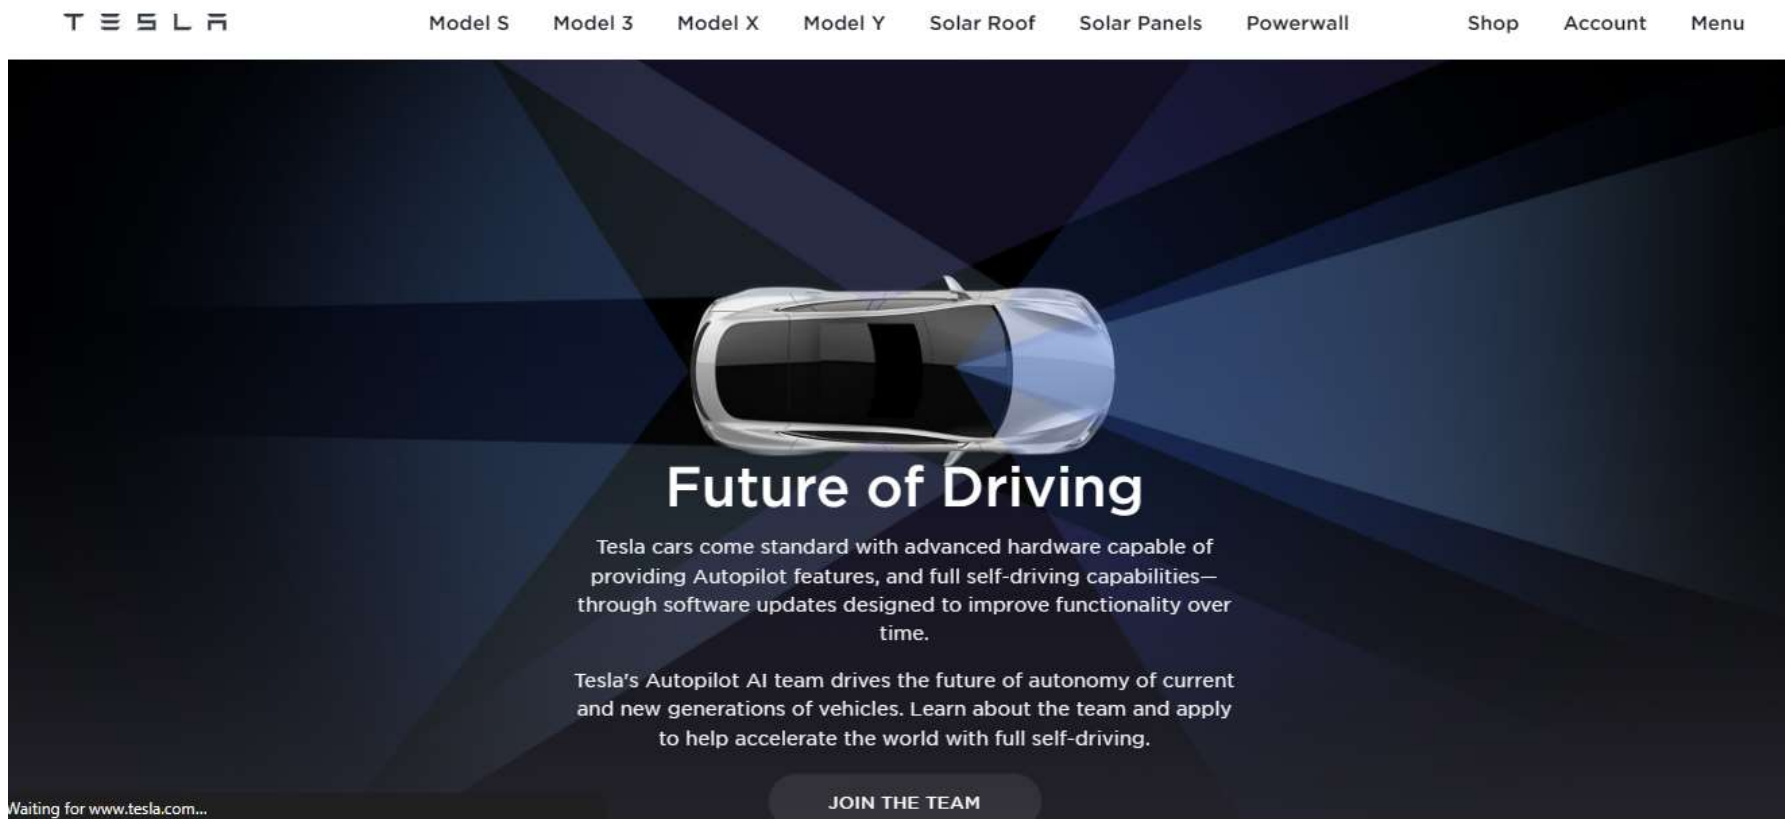 TESLA
Model S Model 3 Model X Model Y Solar Roof Solar Panels Powerwall Shop Account Menu
Future of Driving
Tesla cars come standard with advanced hardware capable of
providing Autopilot features, and full self-driving capabilities—
through software updates designed to improve functionality over
time.
Tesla's Autopilot AI team drives the future of autonomy of current
and new generations of vehicles. Learn about the team and apply
to help accelerate the world with full self-driving.
JOIN THE TEAM
Waiting for www.tesla.com...